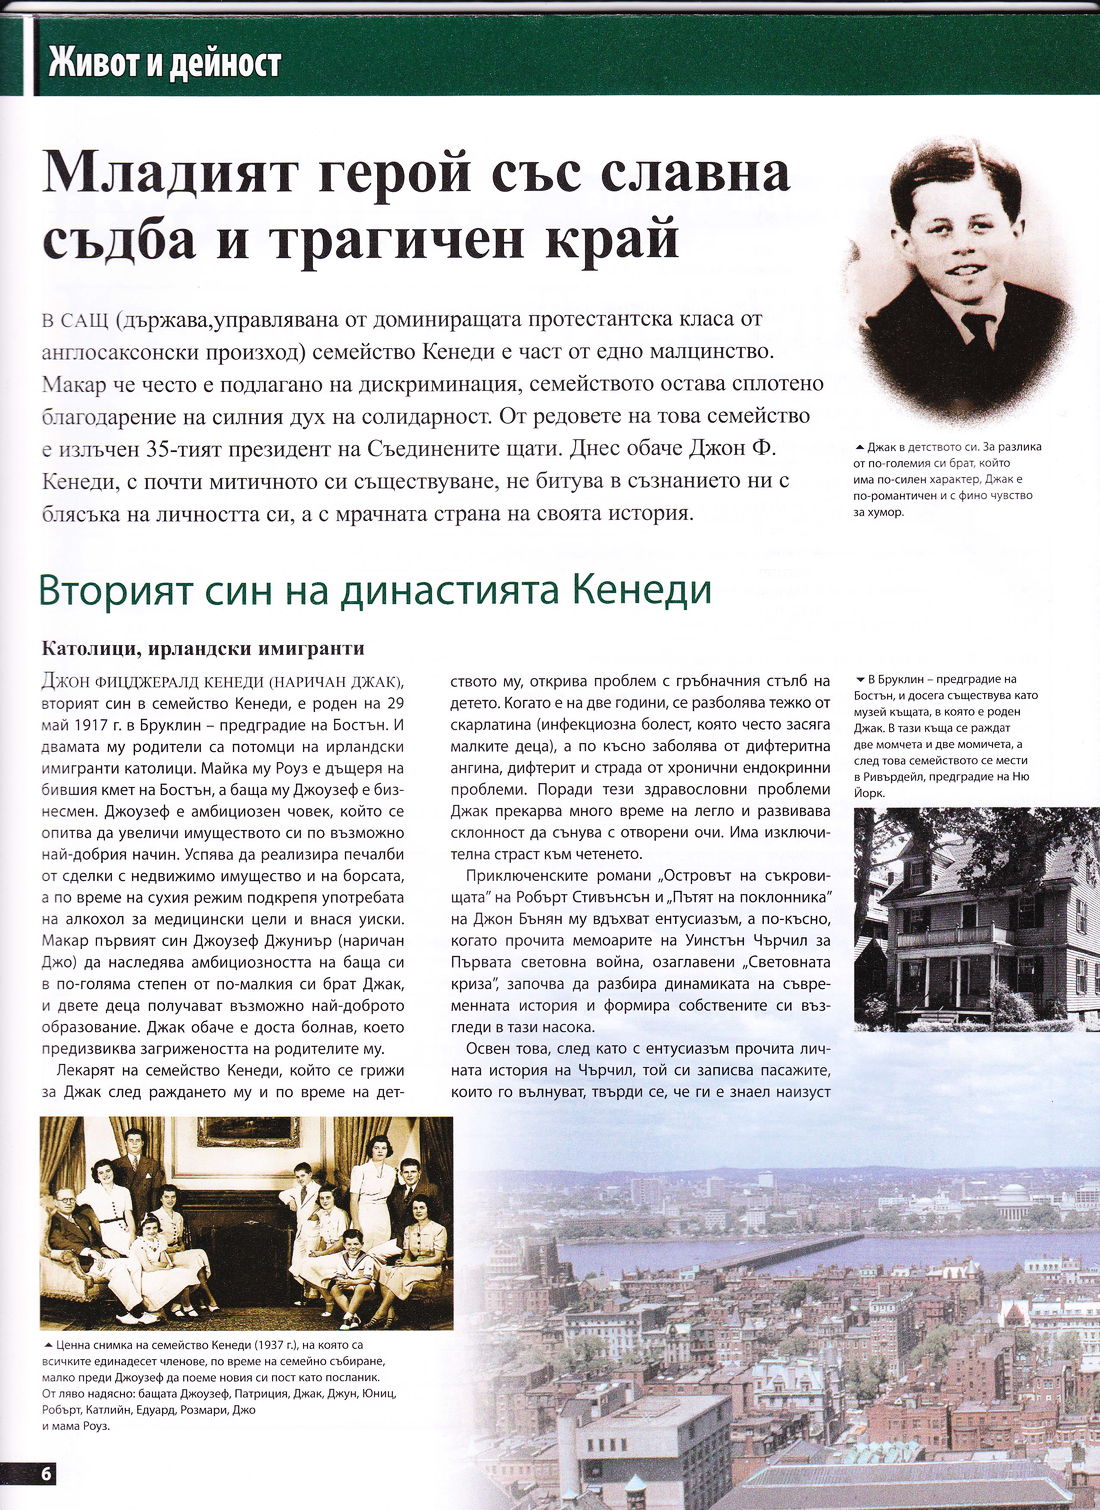 Живот и дейност
Младият герой със славна
съдба и трагичен край
В САЩ (държава,управлявана от доминиращата протестантска класа от
англосаксонски произход) семейство Кенеди е част от едно малцинство.
Макар че често е подлагано на дискриминация, семейството остава сплотено
благодарение на силния дух на солидарност. От редовете на това семейство
е излъчен 35-тият президент на Съединените щати. Днес обаче Джон Ф.
Кенеди, с почти митичното си съществуване, не битува в съзнанието ни с
блясъка на личността си, а с мрачната страна на своята история.
Джак в детството си. За разлика
от по-големия си брат, който
има по-силен характер, Джак е
по-романтичен и с фино чувство
за хумор.
Вторият син на династията Кенеди
Католици, ирландски имигранти
Джон Фицджералд Кенеди (наричан Джак),
вторият син в семейство Кенеди, е роден на 29
май 1917 г. в Бруклин – предградие на Бостън. И
двамата му родители са потомци на ирландски
имигранти католици. Майка му Роуз е дъщеря на
бившия кмет на Бостън, а баща му Джоузеф е биз-
несмен. Джоузеф е амбициозен човек, който се
опитва да увеличи имуществото си по възможно
най-добрия начин. Успява да реализира печалби
от сделки с недвижимо имущество и на борсата,
а по време на сухия режим подкрепя употребата
на алкохол за медицински цели и внася уиски.
Макар първият син Джоузеф Джуниър (наричан
Джо) да наследява амбициозността на баща си
в по-голяма степен от по-малкия си брат Джак,
и двете деца получават възможно най-доброто
образование. Джак обаче е доста болнав, което
предизвиква загрижеността на родителите му.
Лекарят на семейство Кенеди, който се грижи
за Джак след раждането му и по време на дет-
ството му, открива проблем с гръбначния стълб на
детето. Когато е на две години, се разболява тежко от
скарлатина (инфекциозна болест, която често засяга
малките деца), а по късно заболява от дифтеритна
ангина, дифтерит и страда от хронични ендокринни
проблеми. Поради тези здравословни проблеми
Джак прекарва много време на легло и развивава
склонност да сънува с отворени очи. Има изключи-
телна страст към четенето.
Приключенските романи „Островът на съкрови-
щата" на Робърт Стивънсън и „Пътят на поклонника"
на Джон Бънян му вдъхват ентусиазъм, а по-късно,
когато прочита мемоарите на Уинстън Чърчил за
Първата световна война, озаглавени „Световната
криза", започва да разбира динамиката на съвре-
менната история и формира собствените си въз-
гледи в тази насока.
Освен това, след като с ентусиазъм прочита лич-
ната история на Чърчил, той си записва пасажите,
които го вълнуват, твърди се, че ги е знаел наизуст
В Бруклин – предградие на
Бостън, и досега съществува като
музей къщата, в която е роден
Джак. В тази къща се раждат
две момчета и две момичета, а
след това семейството се мести
в Ривърдейл, предградие на Ню
Йорк.
Ценна снимка на семейство Кенеди (1937 г.), на която са
всичките единадесет членове, по време на семейно събиране,
малко преди Джоузеф да поеме новия си пост като посланик.
От ляво надясно: бащата Джоузеф, Патриция, Джак, Джун, Юниц,
Робърт, Катлийн, Едуард, Розмари, Джо
и мама Роуз.
6